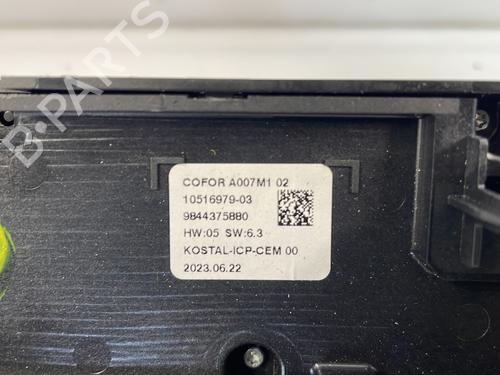 B-PARTS
COFOR A007M1 02
10516979-03
9844375880
HW:05 SW:6.3
KOSTAL-ICP-CEM 00
2023.06.22